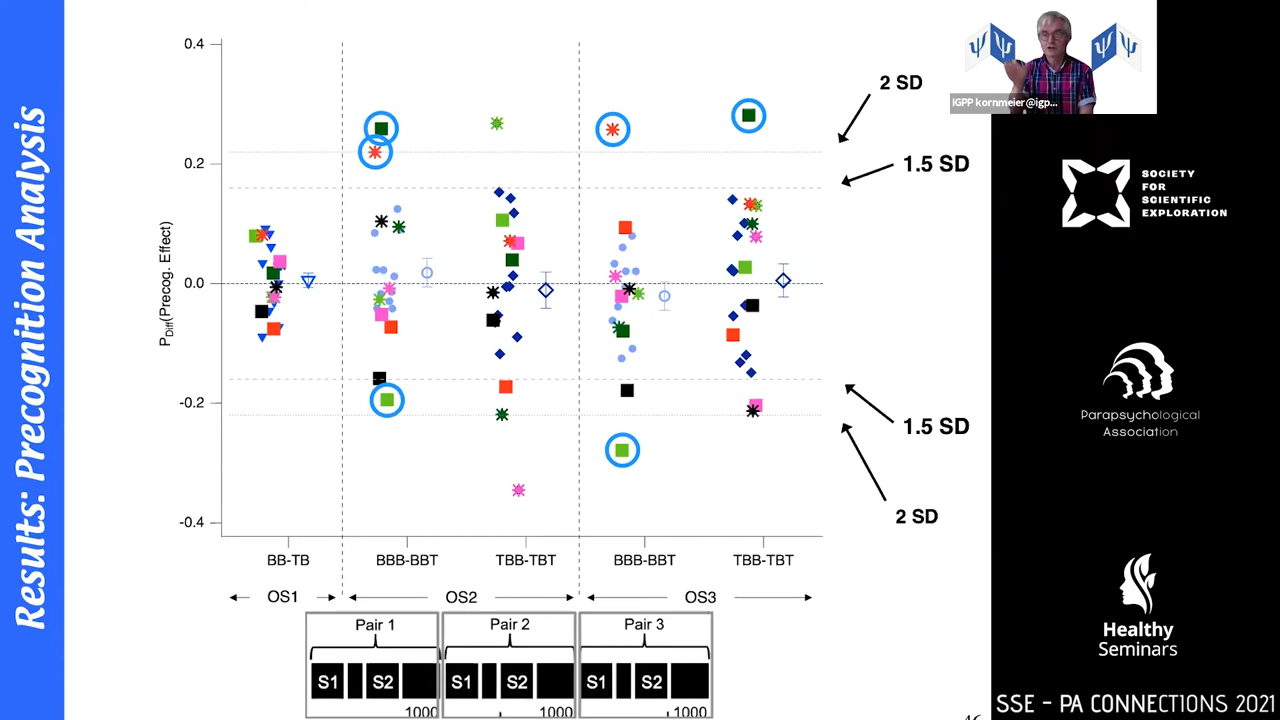 Results: Precognition Analysis
P_Diff(Precog. Effect)
0.4
0.2
0.0
-0.2
-0.4
2 SD
1.5 SD
1.5 SD
2 SD
BB-TB
BBB-BBT
TBB-TBT
BBB-BBT
TBB-TBT
OS1
OS2
OS3
Pair 1
Pair 2
Pair 3
S1 S2
S1 S2
S1 S2
1000
1000
1000
IGPP kornmeier@igp...
SOCIETY
FOR
SCIENTIFIC
EXPLORATION
Parapsychological
Association
Healthy
Seminars
SSE - PA CONNECTIONS 2021